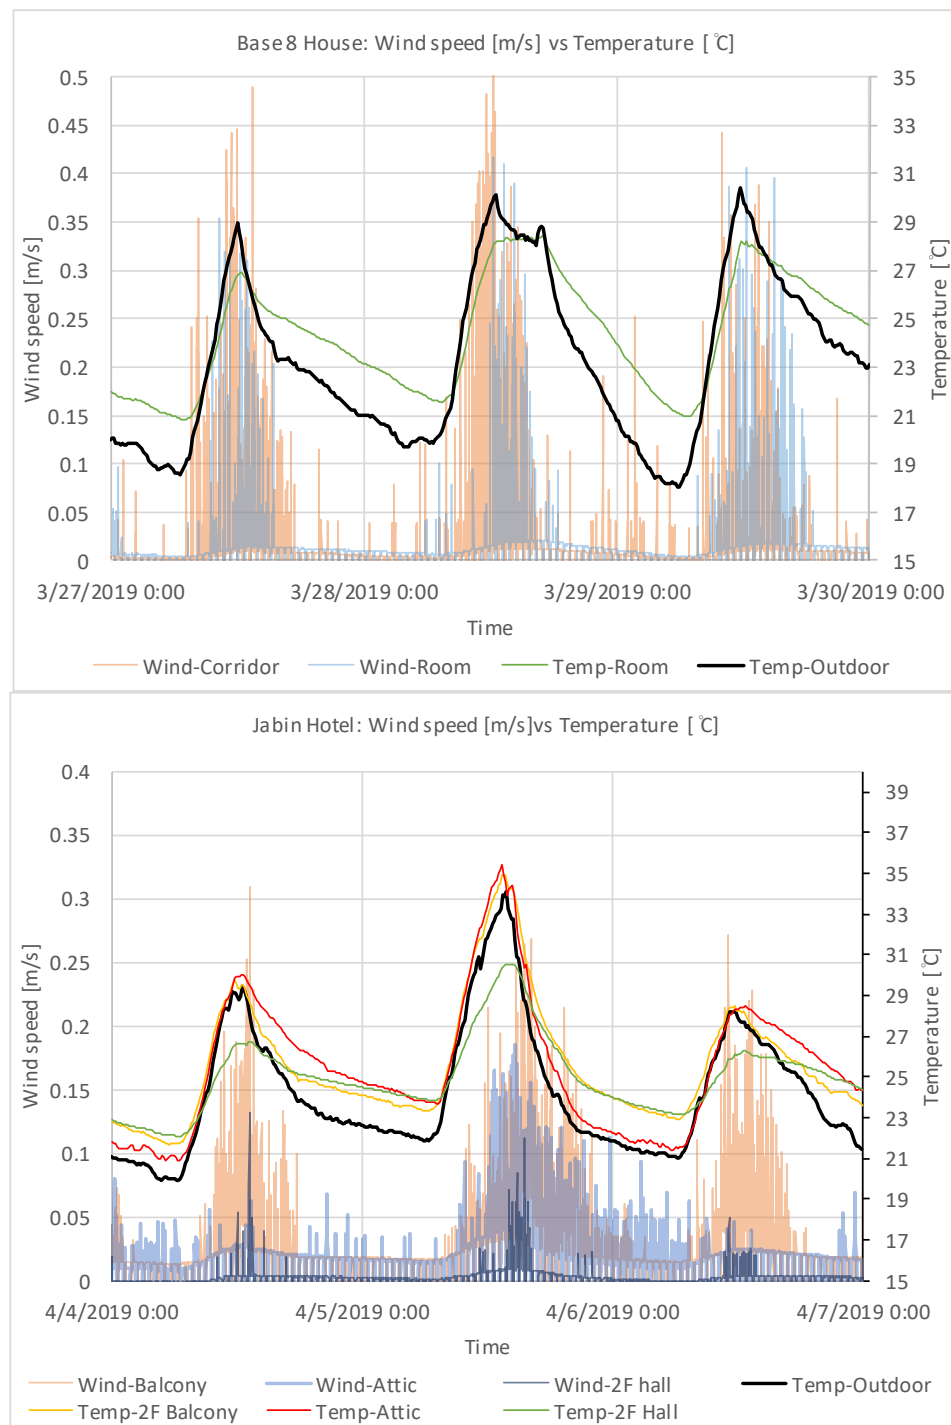 Base 8 House: Wind speed [m/s] vs Temperature [ ℃]
0.5 35
0.45 33
0.4 31
0.35 29
0.3 27
0.25 25
0.2 23
0.15 21
0.1 19
0.05 17
0 15
Wind speed [m/s]
Temperature [℃]
3/27/2019 0:00 3/28/2019 0:00 3/29/2019 0:00 3/30/2019 0:00
Time
Wind-Corridor Wind-Room Temp-Room Temp-Outdoor
Jabin Hotel: Wind speed [m/s]vs Temperature [ ℃]
0.4
39
0.35 37
35
0.3 33
0.25 31
29
0.2 27
0.15 25
23
0.1 21
0.05 19
17
0 15
Wind speed [m/s]
Temperature [℃]
4/4/2019 0:00 4/5/2019 0:00 4/6/2019 0:00 4/7/2019 0:00
Time
Wind-Balcony Wind-Attic Wind-2F hall Temp-Outdoor
Temp-2F Balcony Temp-Attic Temp-2F Hall